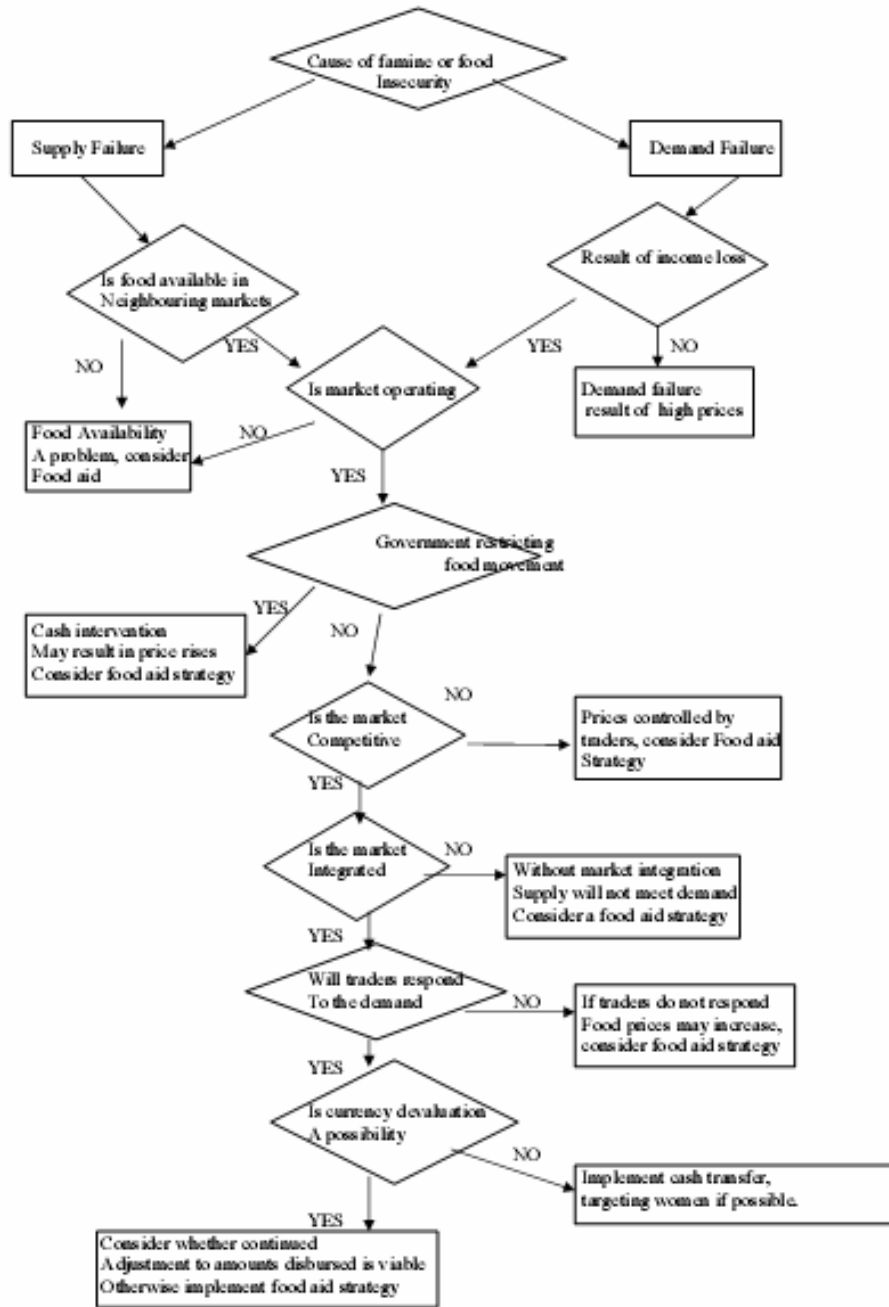 Cause of famine or food
Insecurity
Supply Failure
Demand Failure
Is food available in
Neighbouring markets
Result of income loss
YES
YES
NO
NO
Is market operating
Demand failure
result of high prices
Food Availability
A problem, consider
Food aid
NO
YES
Government restricting
food movement
YES
NO
Cash intervention
May result in price rises
Consider food aid strategy
Is the market
Competitive
NO
Prices controlled by
traders, consider Food aid
Strategy
YES
Is the market
Integrated
NO
Without market integration
Supply will not meet demand
Consider a food aid strategy
YES
Will traders respond
To the demand
NO
If traders do not respond
Food prices may increase,
consider food aid strategy
YES
Is currency devaluation
A possibility
NO
Implement cash transfer,
targeting women if possible.
YES
Consider whether continued
Adjustment to amounts disbursed is viable
Otherwise implement food aid strategy